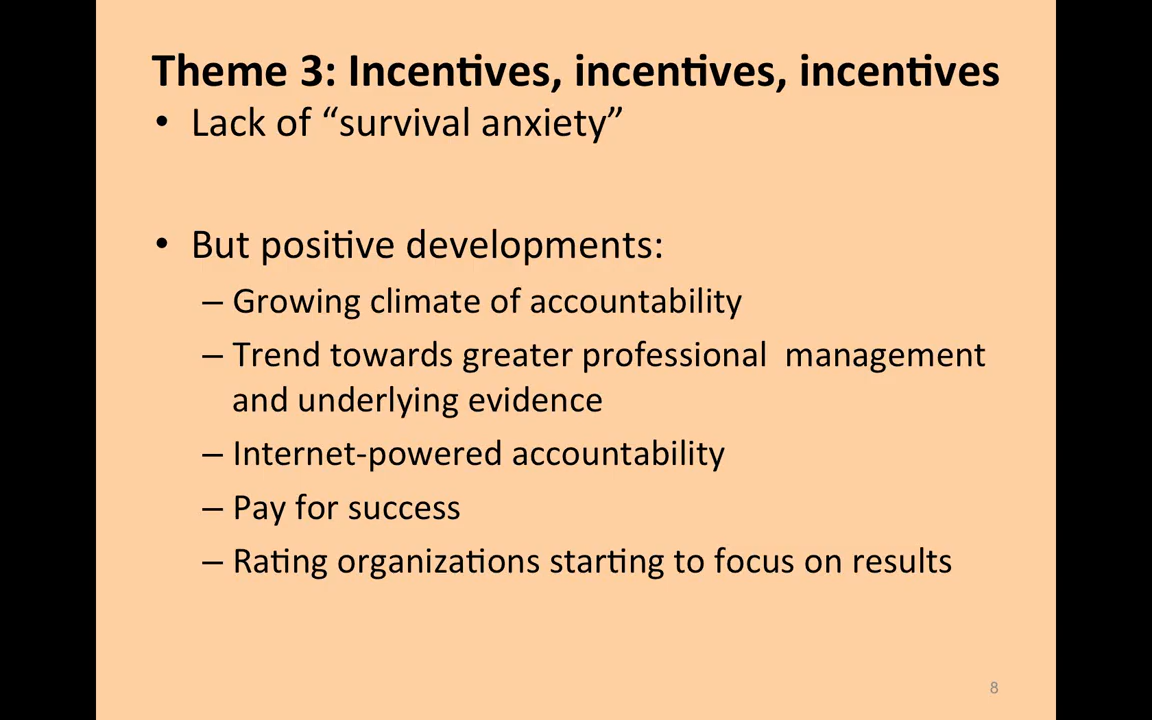 Theme 3: Incentives, incentives, incentives
• Lack of “survival anxiety”
• But positive developments:
– Growing climate of accountability
– Trend towards greater professional  management
and underlying evidence
– Internet-powered accountability
– Pay for success
– Rating organizations starting to focus on results
8